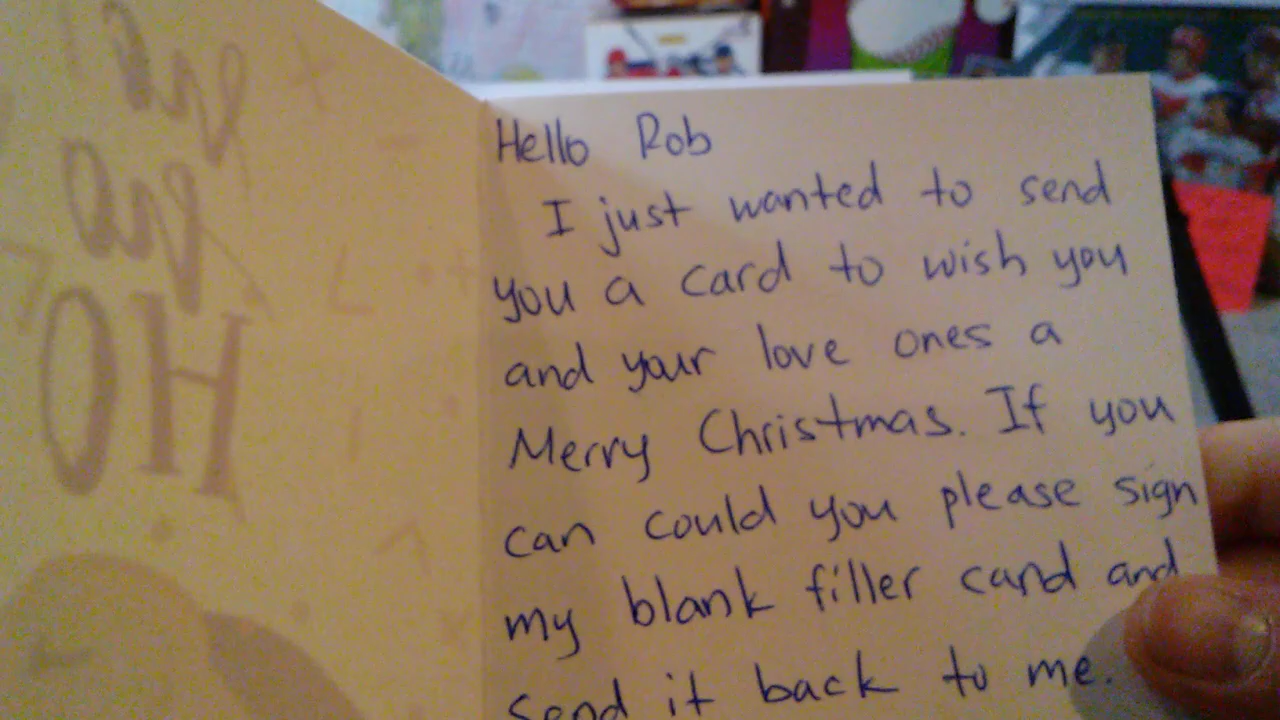 Hello Rob
I just wanted to send
you a card to wish you
and your love ones a
Merry Christmas. If you
can could you please sign
my blank filler card and
send it back to me.
HO